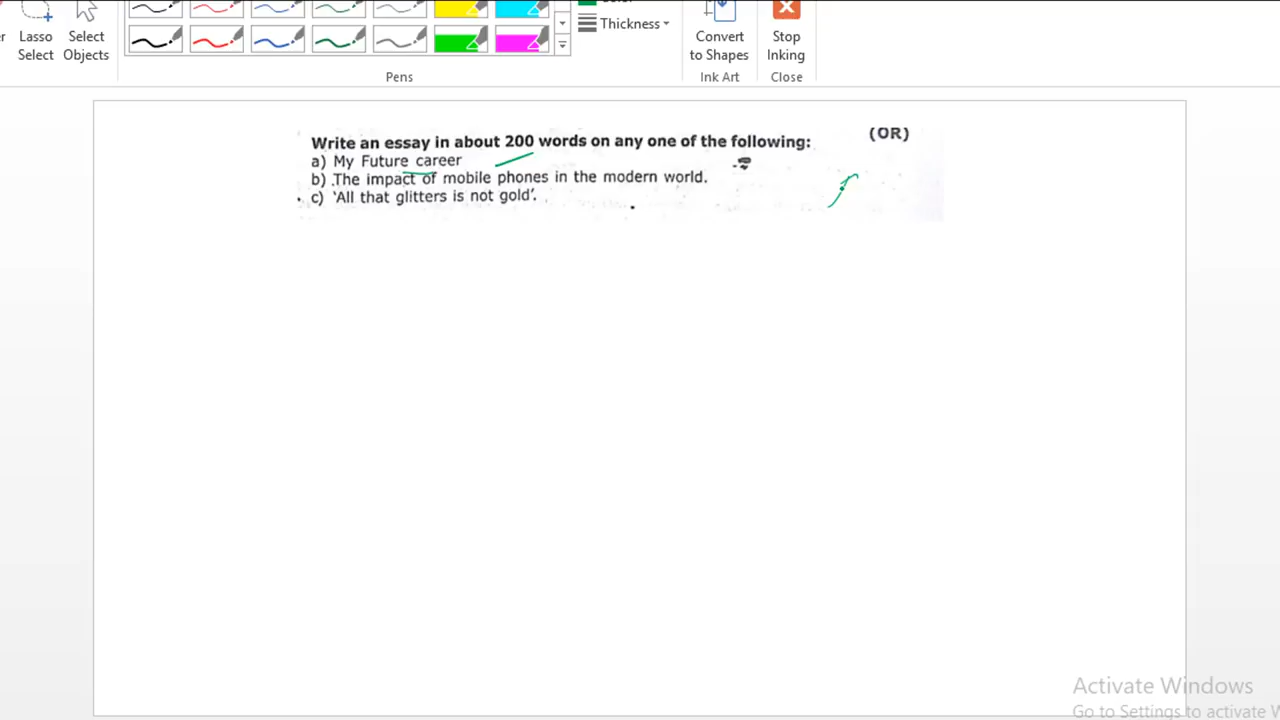 er
Lasso
Select
Select
Objects
Thickness
Convert
to Shapes
Stop
Inking
Pens
Ink Art
Close
(OR)
Write an essay in about 200 words on any one of the following:
a) My Future career
b) The impact of mobile phones in the modern world.
c) 'All that glitters is not gold'.
Activate Windows
Go to Settings to activate W